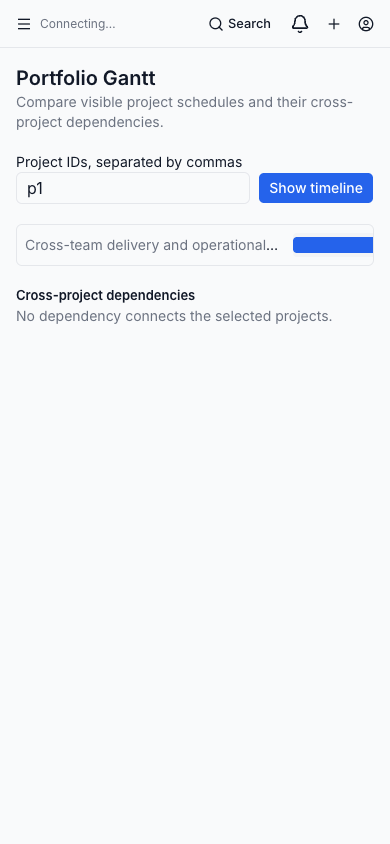 Connecting...
Search
Portfolio Gantt
Compare visible project schedules and their cross-
project dependencies.
Project IDs, separated by commas
p1
Show timeline
Cross-team delivery and operational...
Cross-project dependencies
No dependency connects the selected projects.